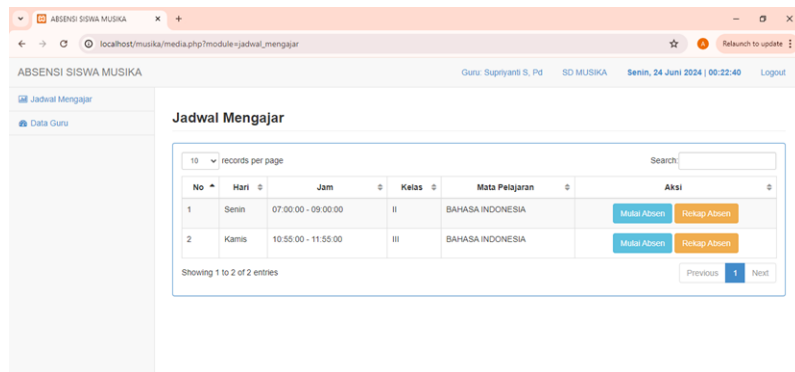 ABSENSI SISWA MUSIKA
localhost/musika/media.php?module=jadwal_mengajar
A
Relaunch to update
ABSENSI SISWA MUSIKA
Guru: Supriyanti S, Pd
SD MUSIKA
Senin, 24 Juni 2024 | 00:22:40
Logout
Jadwal Mengajar
Data Guru
Jadwal Mengajar
10 records per page
Search:
No Hari Jam Kelas Mata Pelajaran Aksi
1 Senin 07:00:00 - 09:00:00 II BAHASA INDONESIA Mulai Absen Rekap Absen
2 Kamis 10:55:00 - 11:55:00 III BAHASA INDONESIA Mulai Absen Rekap Absen
Showing 1 to 2 of 2 entries
Previous 1 Next